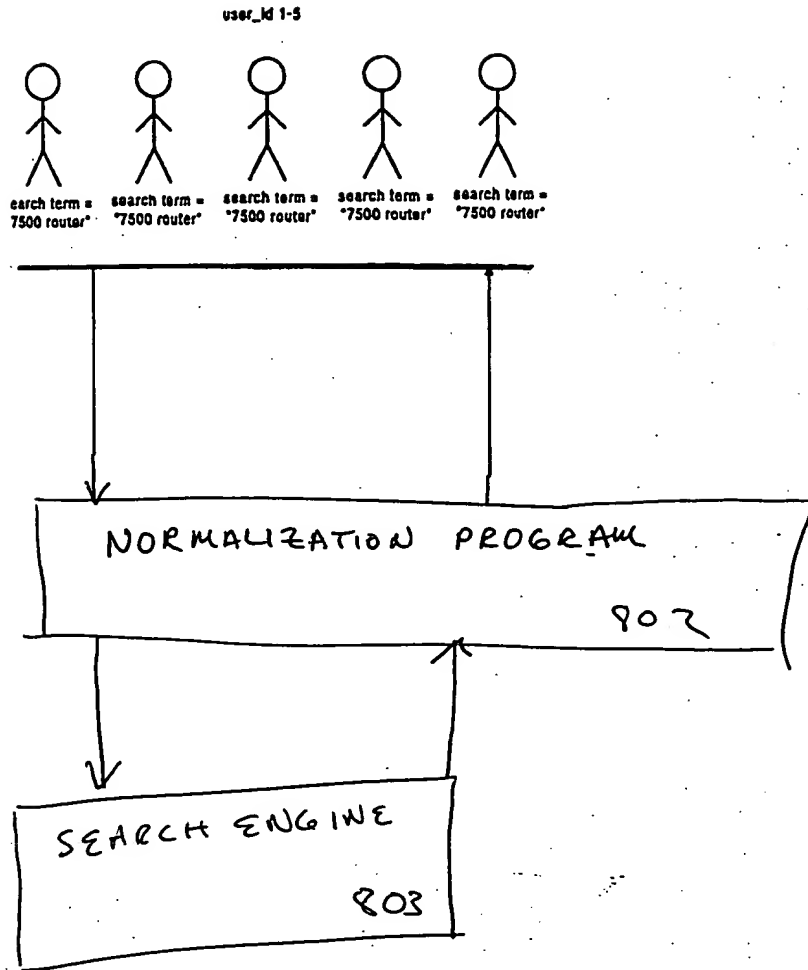 user_id 1-5
earch term = search term = search term = search term = search term =
7500 router" "7500 router" "7500 router" "7500 router" "7500 router"
NORMALIZATION PROGRAM
802
SEARCH ENGINE
803